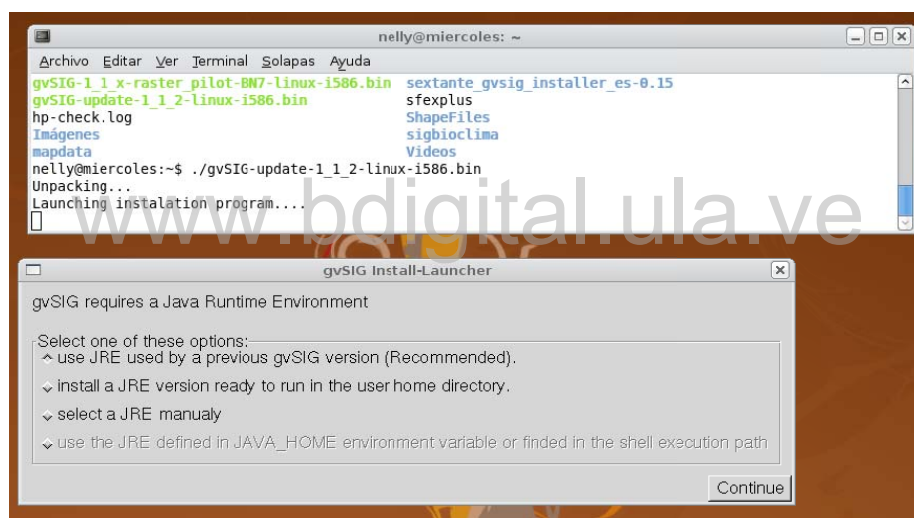 nelly@miercoles: ~
Archivo Editar Ver Terminal Solapas Ayuda
gvSIG-1_1_x-raster_pilot-BN7-linux-i586.bin sextante_gvsig_installer_es-0.15
gvSIG-update-1_1_2-linux-i586.bin sfexplus
hp-check.log ShapeFiles
Imágenes sigbioclima
mapdata Videos
nelly@miercoles:~$ ./gvSIG-update-1_1_2-linux-i586.bin
Unpacking...
Launching instalation program....
www.bdigital.ula.ve
gvSIG Install-Launcher
gvSIG requires a Java Runtime Environment
Select one of these options:
use JRE used by a previous gvSIG version (Recommended).
install a JRE version ready to run in the user home directory.
select a JRE manualy
use the JRE defined in JAVA_HOME environment variable or finded in the shell execution path
Continue